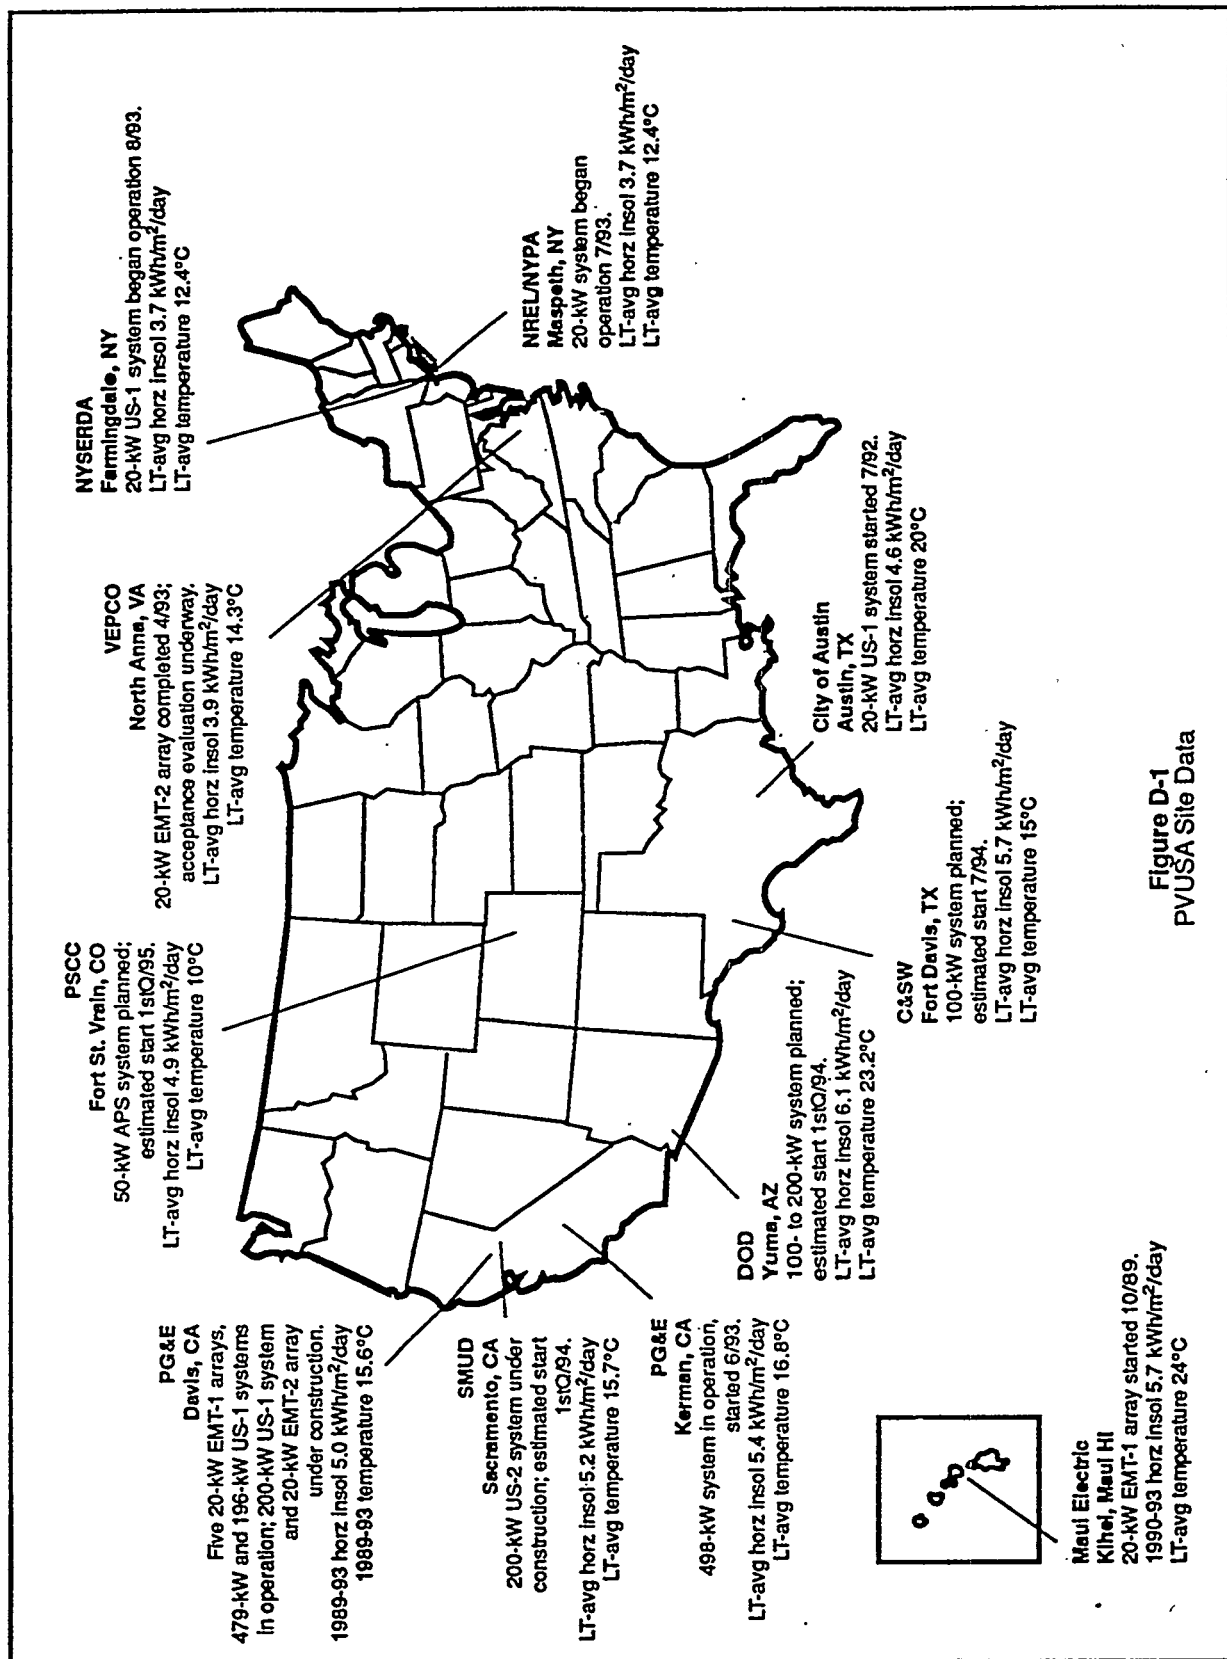 PG&E
Davis, CA
Five 20-kW EMT-1 arrays,
479-kW and 196-kW US-1 systems
in operation; 200-kW US-1 system
and 20-kW EMT-2 array
under construction.
1989-93 horz insol 5.0 kWh/m²/day
1989-93 temperature 15.6°C
SMUD
Sacramento, CA
200-kW US-2 system under
construction; estimated start
1stQ/94.
LT-avg horz insol 5.2 kWh/m²/day
LT-avg temperature 15.7°C
PG&E
Kerman, CA
498-kW system in operation,
started 6/93.
LT-avg horz insol 5.4 kWh/m²/day
LT-avg temperature 16.8°C
Maui Electric
Kihei, Maui HI
20-kW EMT-1 array started 10/89.
1990-93 horz insol 5.7 kWh/m²/day
LT-avg temperature 24°C
PSCC
Fort St. Vrain, CO
50-kW APS system planned;
estimated start 1stQ/95.
LT-avg horz insol 4.9 kWh/m²/day
LT-avg temperature 10°C
DOD
Yuma, AZ
100- to 200-kW system planned;
estimated start 1stQ/94.
LT-avg horz insol 6.1 kWh/m²/day
LT-avg temperature 23.2°C
C&SW
Fort Davis, TX
100-kW system planned;
estimated start 7/94.
LT-avg horz insol 5.7 kWh/m²/day
LT-avg temperature 15°C
VEPCO
North Anna, VA
20-kW EMT-2 array completed 4/93;
acceptance evaluation underway.
LT-avg horz insol 3.9 kWh/m²/day
LT-avg temperature 14.3°C
City of Austin
Austin, TX
20-kW US-1 system started 7/92.
LT-avg horz insol 4.6 kWh/m²/day
LT-avg temperature 20°C
NYSERDA
Farmingdale, NY
20-kW US-1 system began operation 8/93.
LT-avg horz insol 3.7 kWh/m²/day
LT-avg temperature 12.4°C
NREL/NYPA
Maspeth, NY
20-kW system began
operation 7/93.
LT-avg horz insol 3.7 kWh/m²/day
LT-avg temperature 12.4°C
Figure D-1
PVUSA Site Data